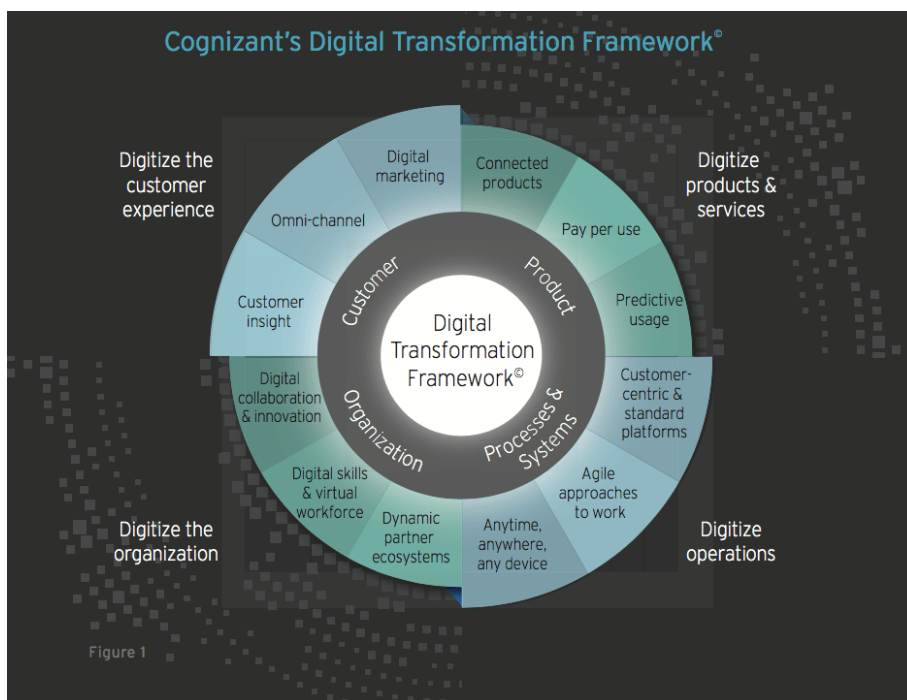 Cognizant's Digital Transformation Framework©
Digitize the
customer
experience
Digital
marketing
Omni-channel
Customer
insight
Connected
products
Pay per use
Predictive
usage
Digitize
products &
services
Customer
Product
Digital
Transformation
Framework©
Organization
Processes &
Systems
Digital
collaboration
& innovation
Digital skills
& virtual
workforce
Dynamic
partner
ecosystems
Customer-
centric &
standard
platforms
Agile
approaches
to work
Anytime,
anywhere,
any device
Digitize the
organization
Digitize
operations
Figure 1